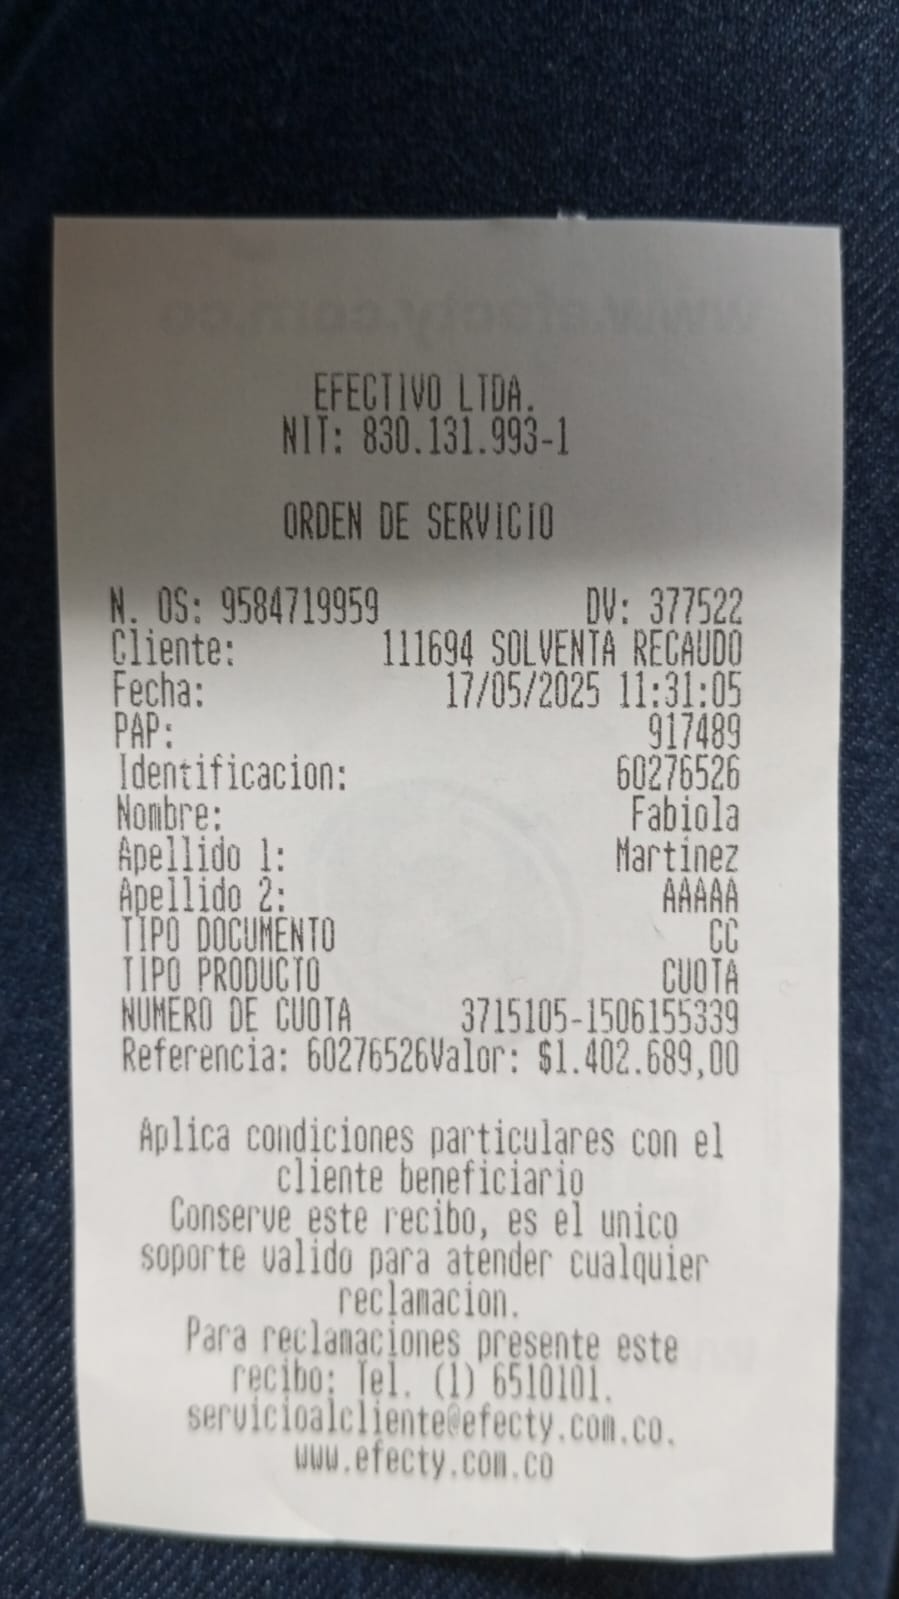 www.efecty.com.co
EFECTIVO LTDA.
NIT: 830.131.993-1
ORDEN DE SERVICIO
N. OS: 9584719959 DV: 377522
Cliente: 111694 SOLVENTA RECAUDO
Fecha: 17/05/2025 11:31:05
PAP: 917489
Identificacion: 60276526
Nombre: Fabiola
Apellido 1: Martinez
Apellido 2: AAAAA
TIPO DOCUMENTO CC
TIPO PRODUCTO CUOTA
NUMERO DE CUOTA 3715105-1506155339
Referencia: 60276526Valor: $1.402.689,00
Aplica condiciones particulares con el
cliente beneficiario
Conserve este recibo, es el unico
soporte valido para atender cualquier
reclamacion.
Para reclamaciones presente este
recibo: Tel. (1) 6510101.
servicioalcliente@efecty.com.co.
www.efecty.com.co